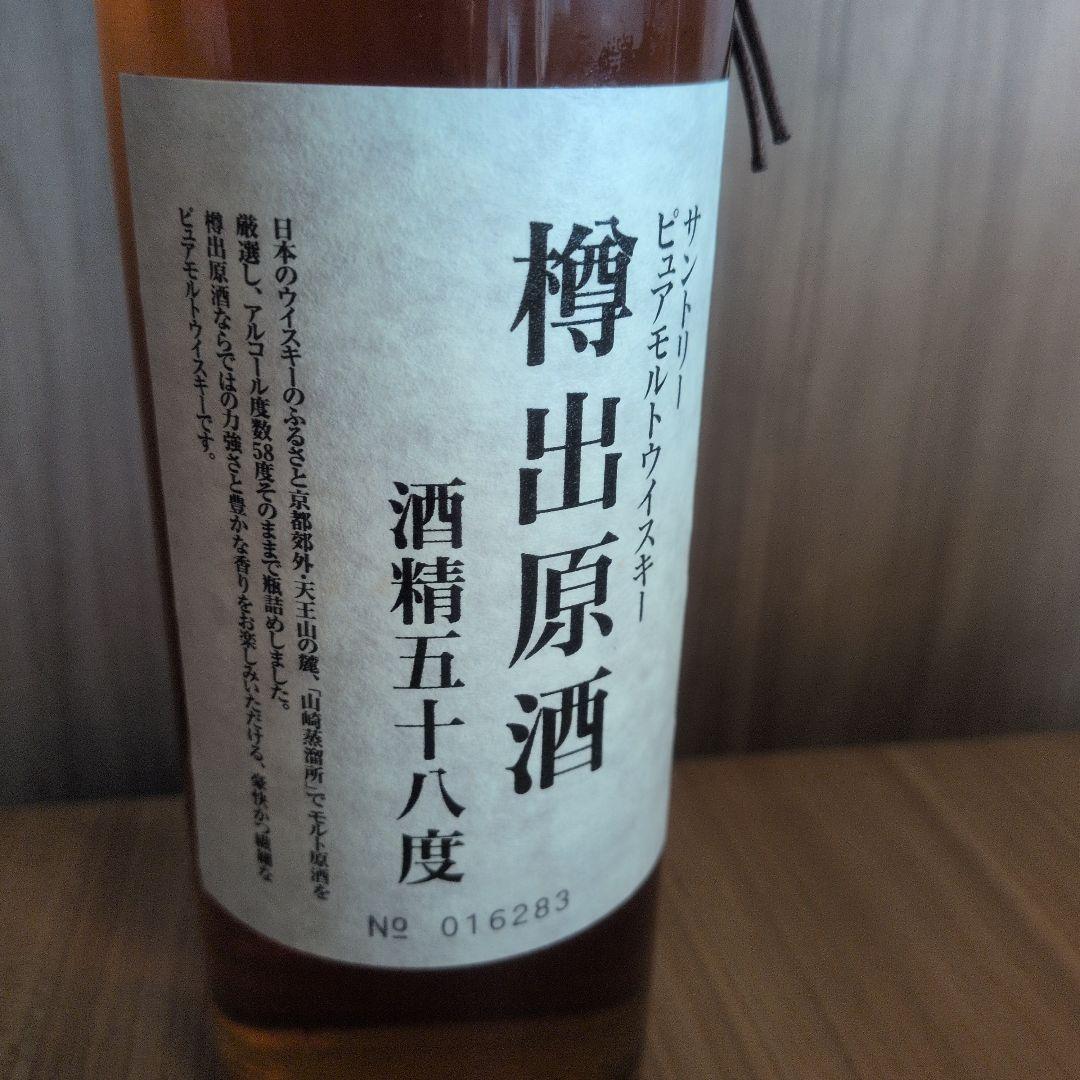 サントリー
ピュアモルトウイスキー
樽出原酒
酒精五十八度
日本のウイスキーのふるさと京都郊外・天王山の麓、「山崎蒸溜所」でモルト原酒を
厳選し、アルコール度数58度そのままで瓶詰めしました。
樽出原酒ならではの力強さと豊かな香りをお楽しみいただける、豪快かつ繊細な
ピュアモルトウイスキーです。
№ 016283